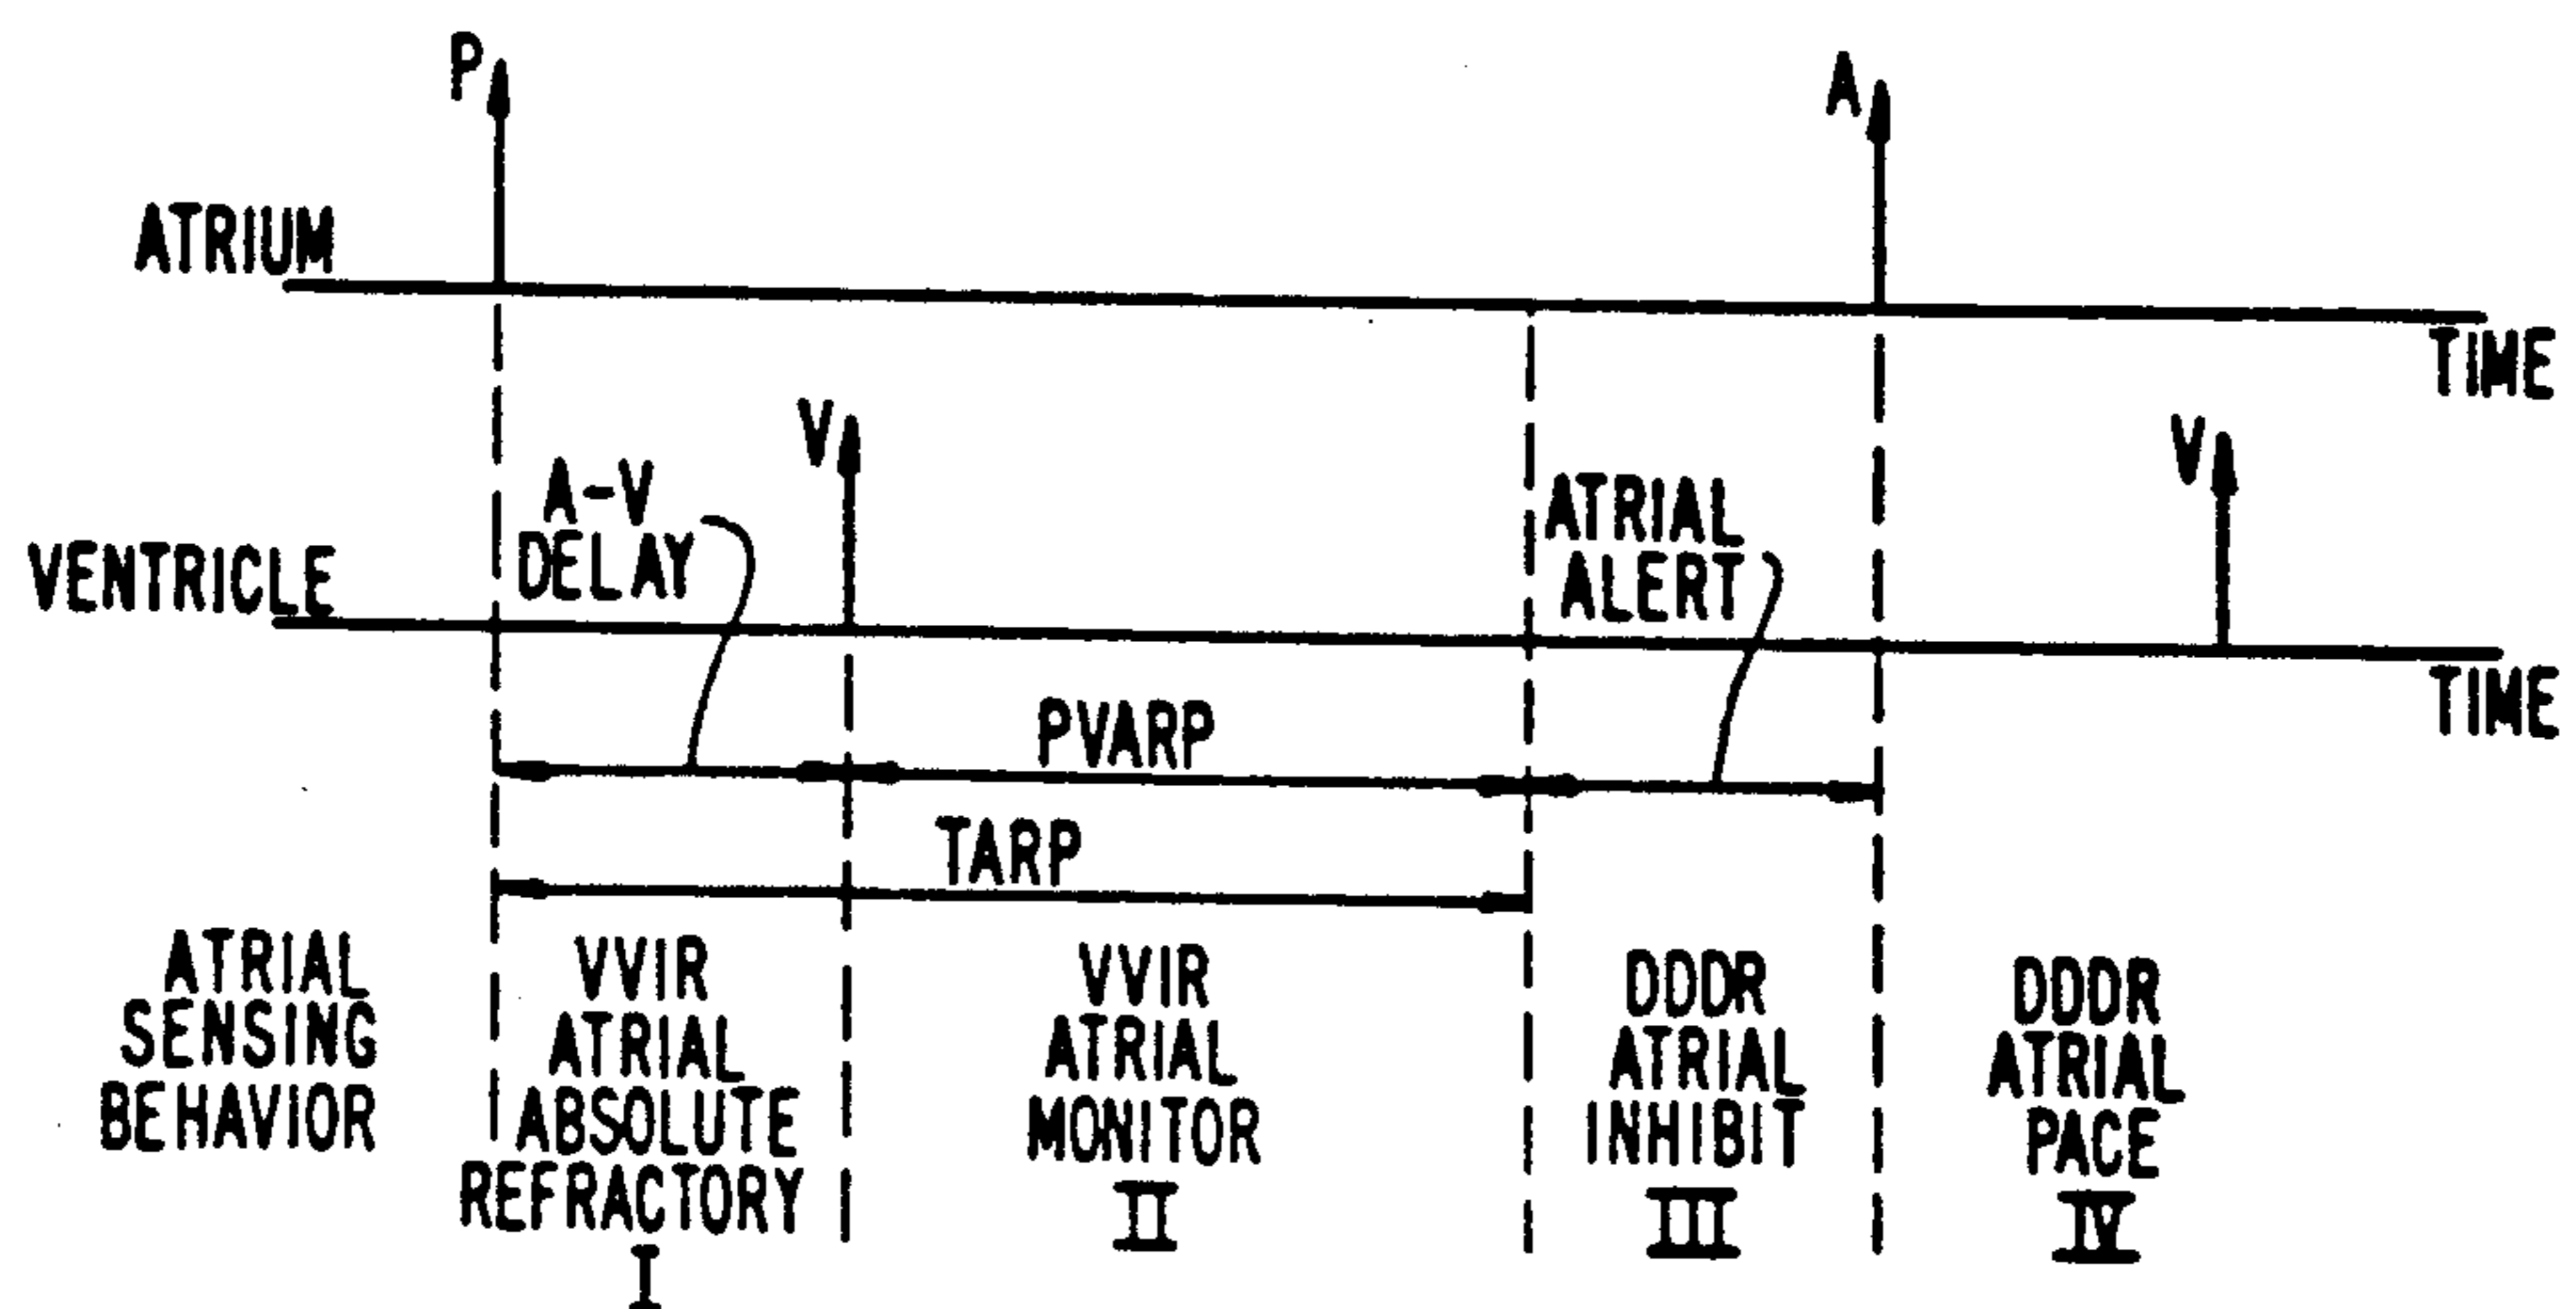 P
A
ATRIUM
TIME
V
V
A-V
DELAY
ATRIAL
ALERT
VENTRICLE
TIME
PVARP
TARP
ATRIAL
SENSING
BEHAVIOR
VVIR
ATRIAL
ABSOLUTE
REFRACTORY
I
VVIR
ATRIAL
MONITOR
II
DDDR
ATRIAL
INHIBIT
III
DDDR
ATRIAL
PACE
IV